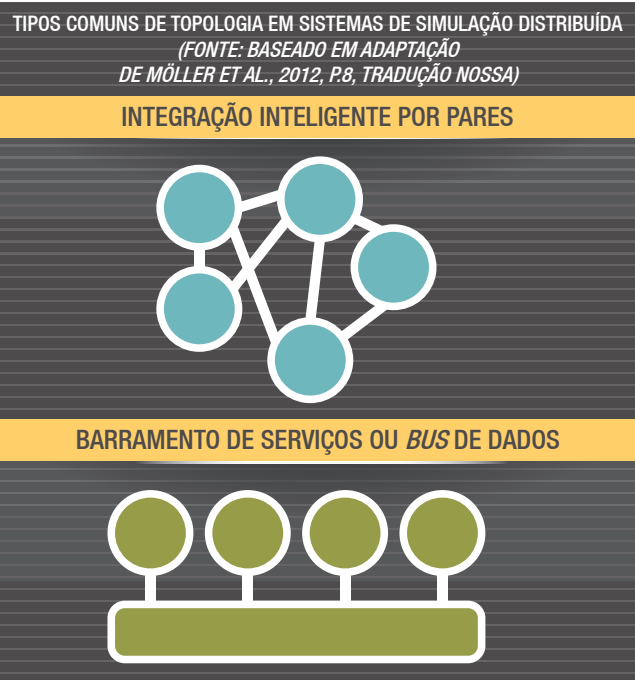 TIPOS COMUNS DE TOPOLOGIA EM SISTEMAS DE SIMULAÇÃO DISTRIBUÍDA
(FONTE: BASEADO EM ADAPTAÇÃO
DE MÖLLER ET AL., 2012, P.8, TRADUÇÃO NOSSA)
INTEGRAÇÃO INTELIGENTE POR PARES
BARRAMENTO DE SERVIÇOS OU BUS DE DADOS